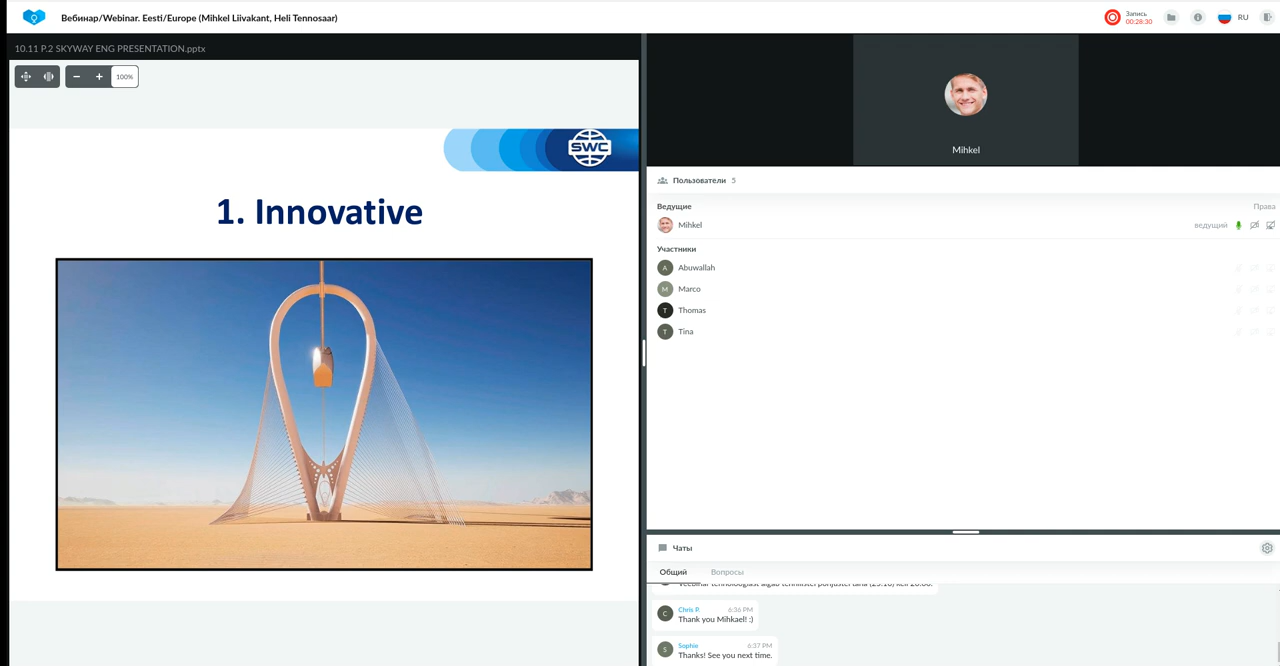 Вебинар/Webinar. Eesti/Europe (Mihkel Liivakant, Heli Tennosaar)
Запись
00:28:30
RU
10.11 P.2 SKYWAY ENG PRESENTATION.pptx
100%
SWC
1. Innovative
Mihkel
Пользователи 5
Ведущие Права
Mihkel ведущий
Участники
A Abuwallah
M Marco
T Thomas
T Tina
Чаты
Общий Вопросы
Chris P. 6:36 PM
C Thank you Mihkael! :)
Sophie 6:37 PM
S Thanks! See you next time.